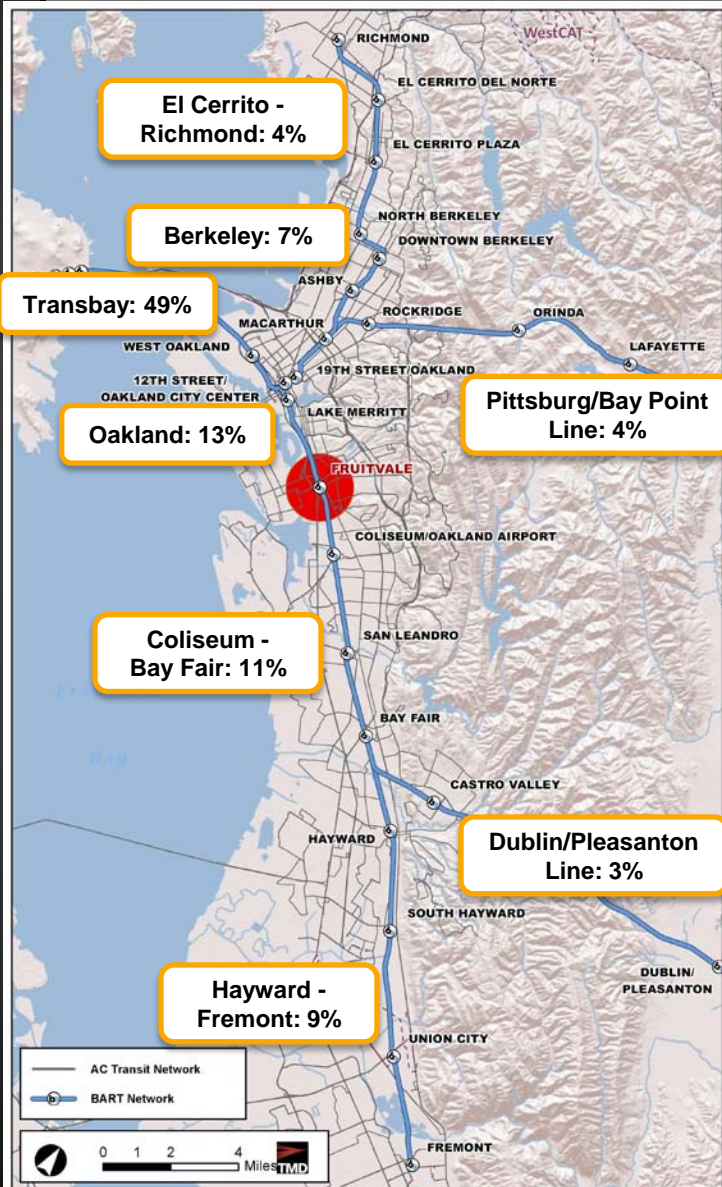 RICHMOND
WestCAT
EL CERRITO DEL NORTE
El Cerrito -
Richmond: 4%
EL CERRITO PLAZA
NORTH BERKELEY
Berkeley: 7%
DOWNTOWN BERKELEY
ASHBY
Transbay: 49%
MACARTHUR
ROCKRIDGE
ORINDA
WEST OAKLAND
LAFAYETTE
19TH STREET/OAKLAND
12TH STREET/
OAKLAND CITY CENTER
Pittsburg/Bay Point
Line: 4%
LAKE MERRITT
Oakland: 13%
FRUITVALE
COLISEUM/OAKLAND AIRPORT
Coliseum -
Bay Fair: 11%
SAN LEANDRO
BAY FAIR
Bay
CASTRO VALLEY
HAYWARD
Dublin/Pleasanton
Line: 3%
SOUTH HAYWARD
DUBLIN/
PLEASANTON
Hayward -
Fremont: 9%
UNION CITY
AC Transit Network
BART Network
FREMONT
0 1 2 4
Miles
TMD